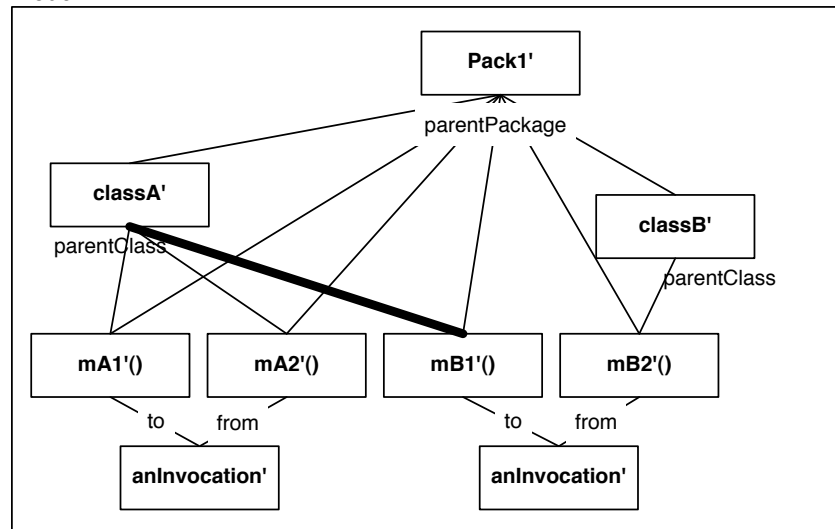 Pack1'
parentPackage
classA'
classB'
parentClass
parentClass
mA1'()
mA2'()
mB1'()
mB2'()
to
from
to
from
anInvocation'
anInvocation'